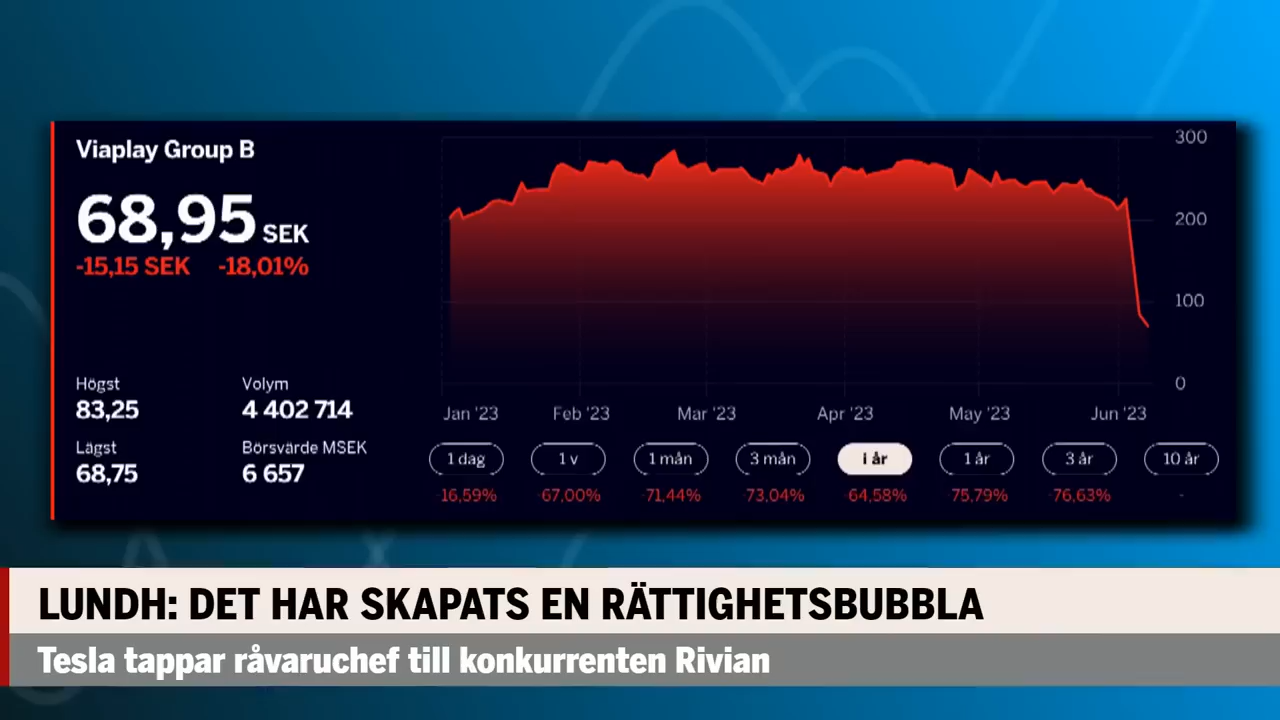 Viaplay Group B
68,95 SEK
-15,15 SEK -18,01%
Högst
83,25
Volym
4 402 714
Lägst
68,75
Börsvärde MSEK
6 657
300
200
100
0
Jan '23 Feb '23 Mar '23 Apr '23 May '23 Jun '23
1 dag 1 v 1 mån 3 mån i år 1 år 3 år 10 år
-16,59% -67,00% -71,44% -73,04% -64,58% -75,79% -76,63% -
LUNDH: DET HAR SKAPATS EN RÄTTIGHETSBUBBLA
Tesla tappar råvaruchef till konkurrenten Rivian